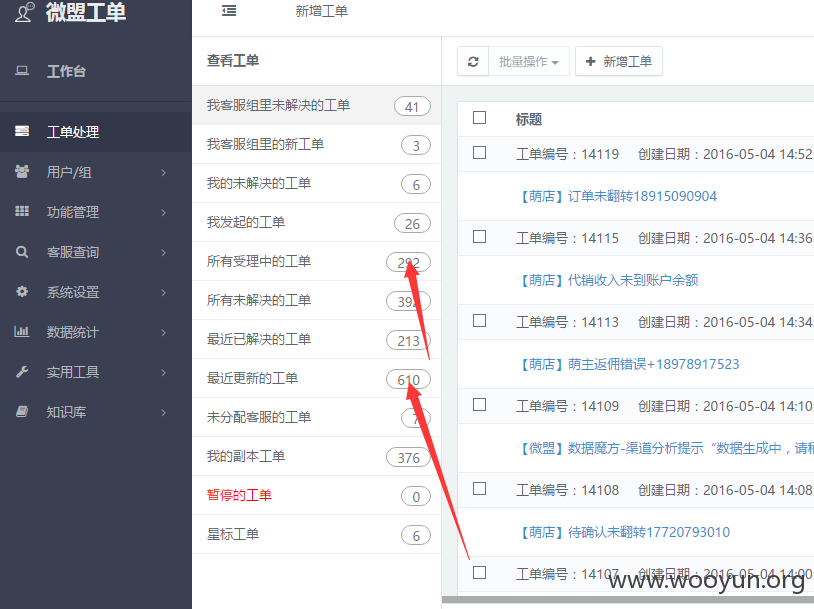 微盟工单
新增工单
工作台
工单处理
用户/组
功能管理
客服查询
系统设置
数据统计
实用工具
知识库
查看工单
我客服组里未解决的工单 41
我客服组里的新工单 3
我的未解决的工单 6
我发起的工单 26
所有受理中的工单 292
所有未解决的工单 392
最近已解决的工单 213
最近更新的工单 610
未分配客服的工单 7
我的副本工单 376
暂停的工单 0
星标工单 6
批量操作 新增工单
标题
工单编号：14119 创建日期：2016-05-04 14:52:
【萌店】订单未翻转18915090904
工单编号：14115 创建日期：2016-05-04 14:36:
【萌店】代销收入未到账户余额
工单编号：14113 创建日期：2016-05-04 14:34:
【萌店】萌主返佣错误+18978917523
工单编号：14109 创建日期：2016-05-04 14:10:
【微盟】数据魔方-渠道分析提示“数据生成中，请稍
工单编号：14108 创建日期：2016-05-04 14:08:
【萌店】待确认未翻转17720793010
工单编号：14107 创建日期：2016-05-04 14:00:
www.wooyun.org